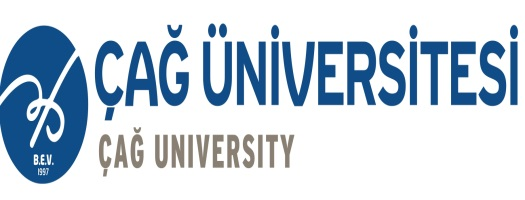 ÇAĞ ÜNİVERSİTESİ
ÇAĞ UNIVERSITY
B.E.V.
1997